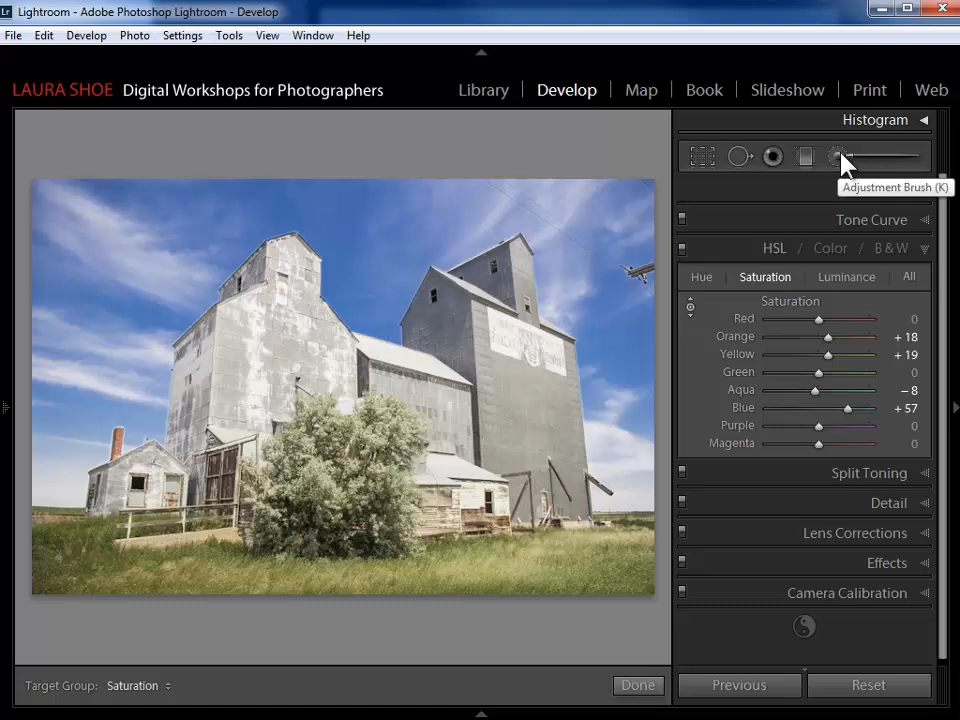 Lr Lightroom - Adobe Photoshop Lightroom - Develop
File Edit Develop Photo Settings Tools View Window Help
LAURA SHOE Digital Workshops for Photographers
Library Develop Map Book Slideshow Print Web
Histogram
Adjustment Brush (K)
Tone Curve
HSL / Color / B & W
Hue Saturation Luminance All
Saturation
Red 0
Orange + 18
Yellow + 19
Green 0
Aqua – 8
Blue + 57
Purple 0
Magenta 0
Split Toning
Detail
Lens Corrections
Effects
Camera Calibration
Target Group: Saturation Done Previous Reset